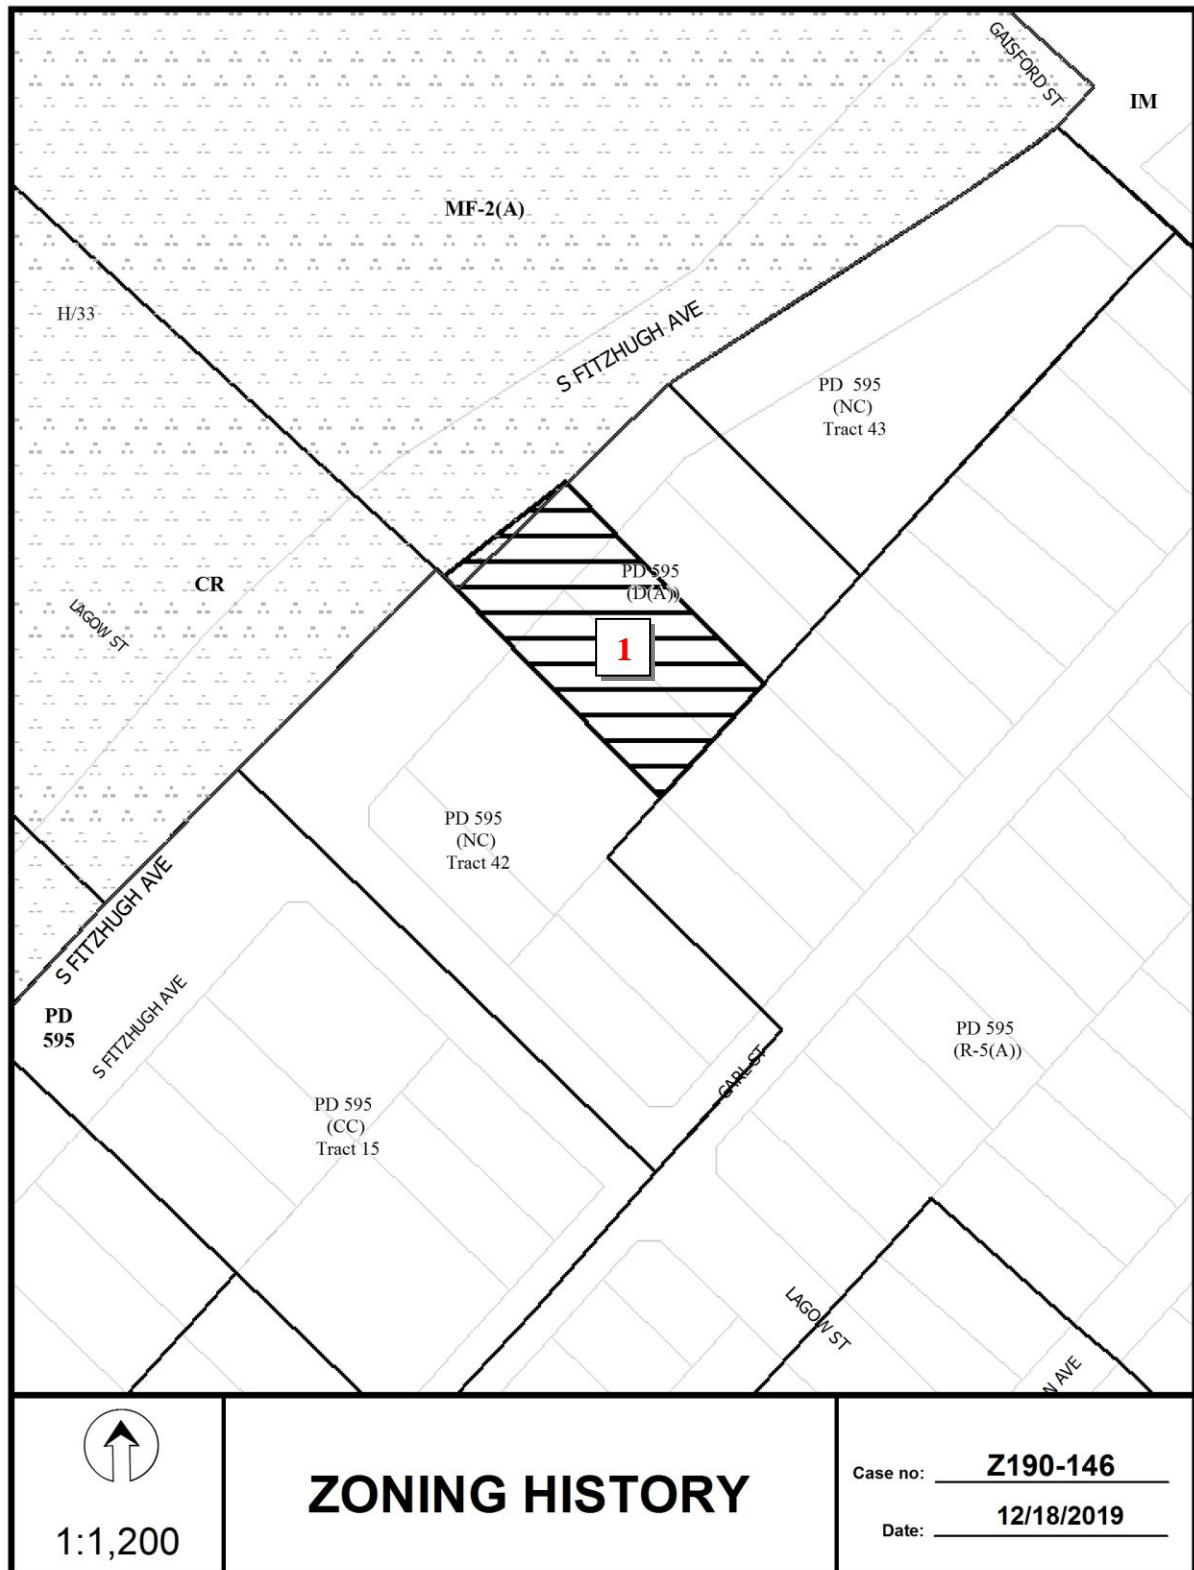 GAISFORD ST
IM
MF-2(A)
H/33
S FITZHUGH AVE
PD 595
(NC)
Tract 43
CR
LAGOW ST
PD 595
(D(A))
1
PD 595
(NC)
Tract 42
S FITZHUGH AVE
S FITZHUGH AVE
PD
595
PD 595
(R-5(A))
GARL ST
PD 595
(CC)
Tract 15
LAGOW ST
N AVE
1:1,200
ZONING HISTORY
Case no: Z190-146
Date: 12/18/2019